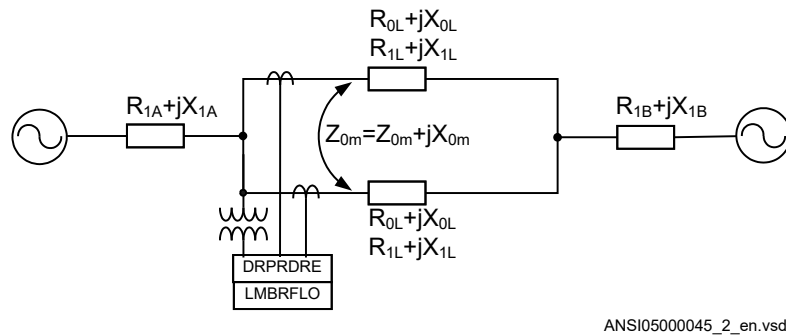 R0L+jX0L
R1L+jX1L
R1A+jX1A
R1B+jX1B
Z0m=Z0m+jX0m
R0L+jX0L
R1L+jX1L
DRPRDRE
LMBRFLO
ANSI05000045_2_en.vsd